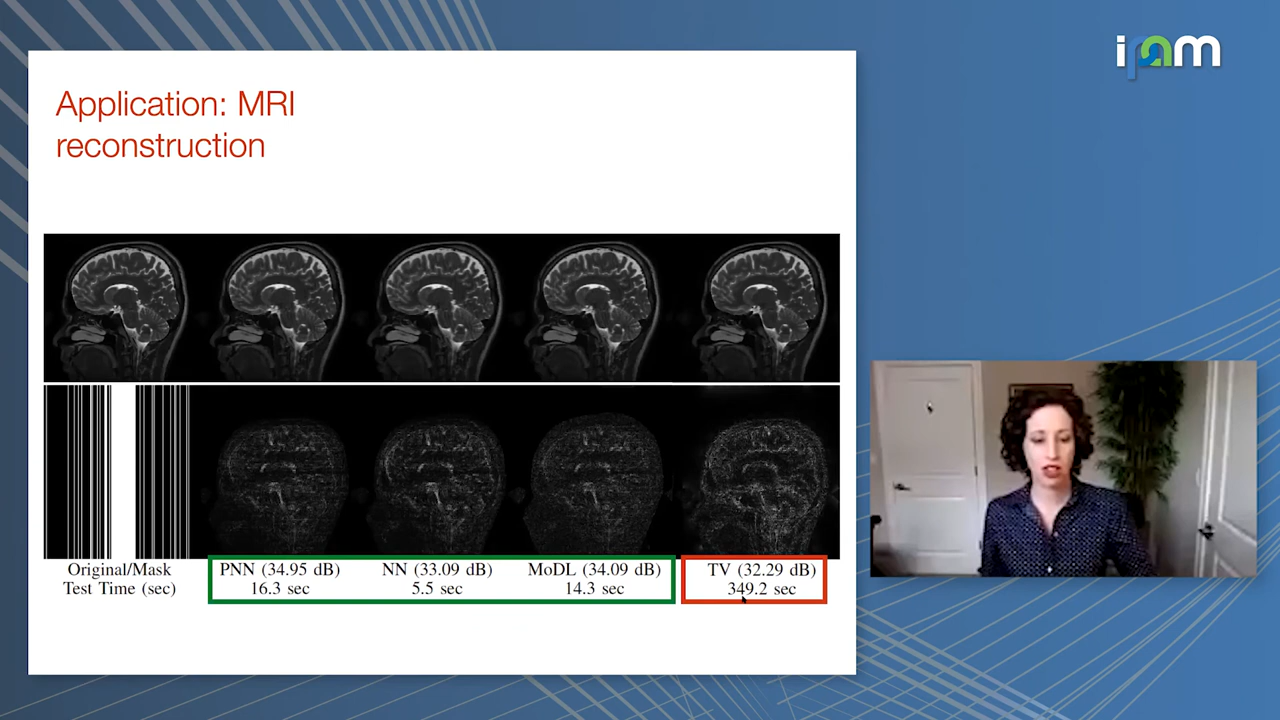 ipam
Application: MRI
reconstruction
Original/Mask
Test Time (sec)
PNN (34.95 dB)
16.3 sec
NN (33.09 dB)
5.5 sec
MoDL (34.09 dB)
14.3 sec
TV (32.29 dB)
349.2 sec